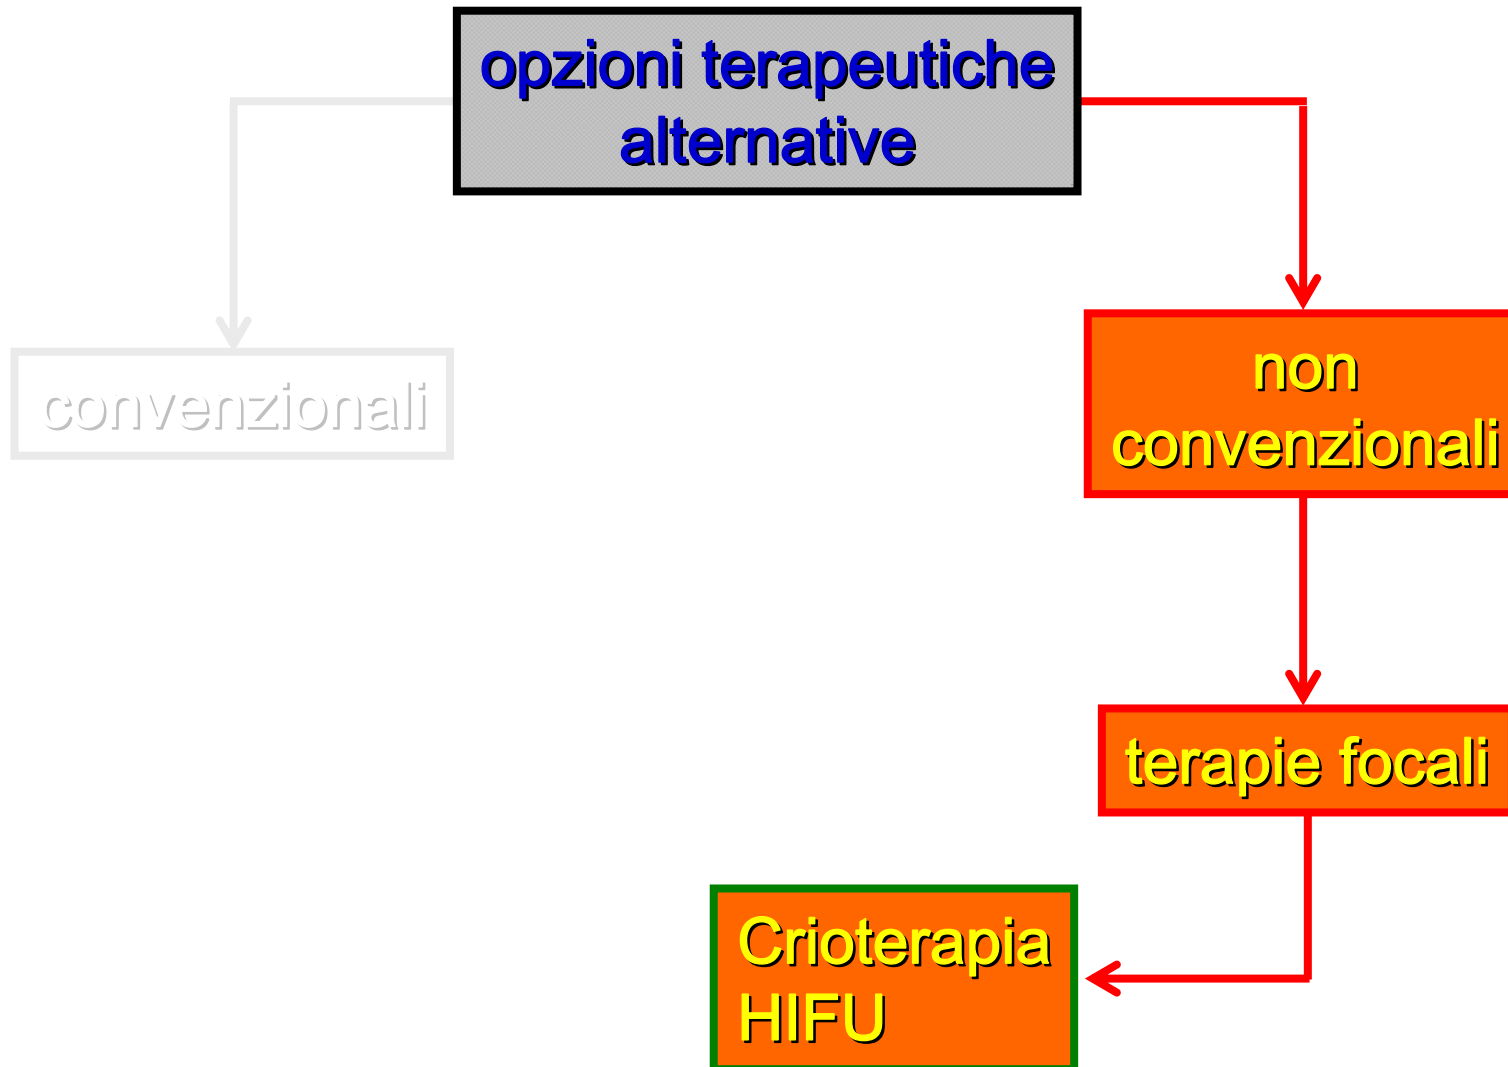 opzioni terapeutiche
alternative
convenzionali
non
convenzionali
terapie focali
Crioterapia
HIFU